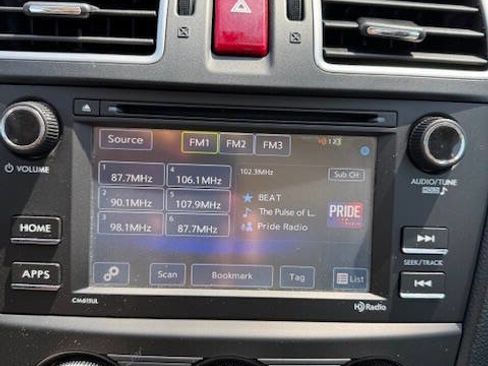 Source FM1 FM2 FM3
1 87.7MHz 4 106.1MHz 102.3MHz Sub CH
2 90.1MHz 5 107.9MHz BEAT
The Pulse of L...
3 98.1MHz 6 87.7MHz Pride Radio
PRIDE
Scan Bookmark Tag List
VOLUME
HOME
APPS
CM615UL
AUDIO/TUNE
SEEK/TRACK
HD Radio